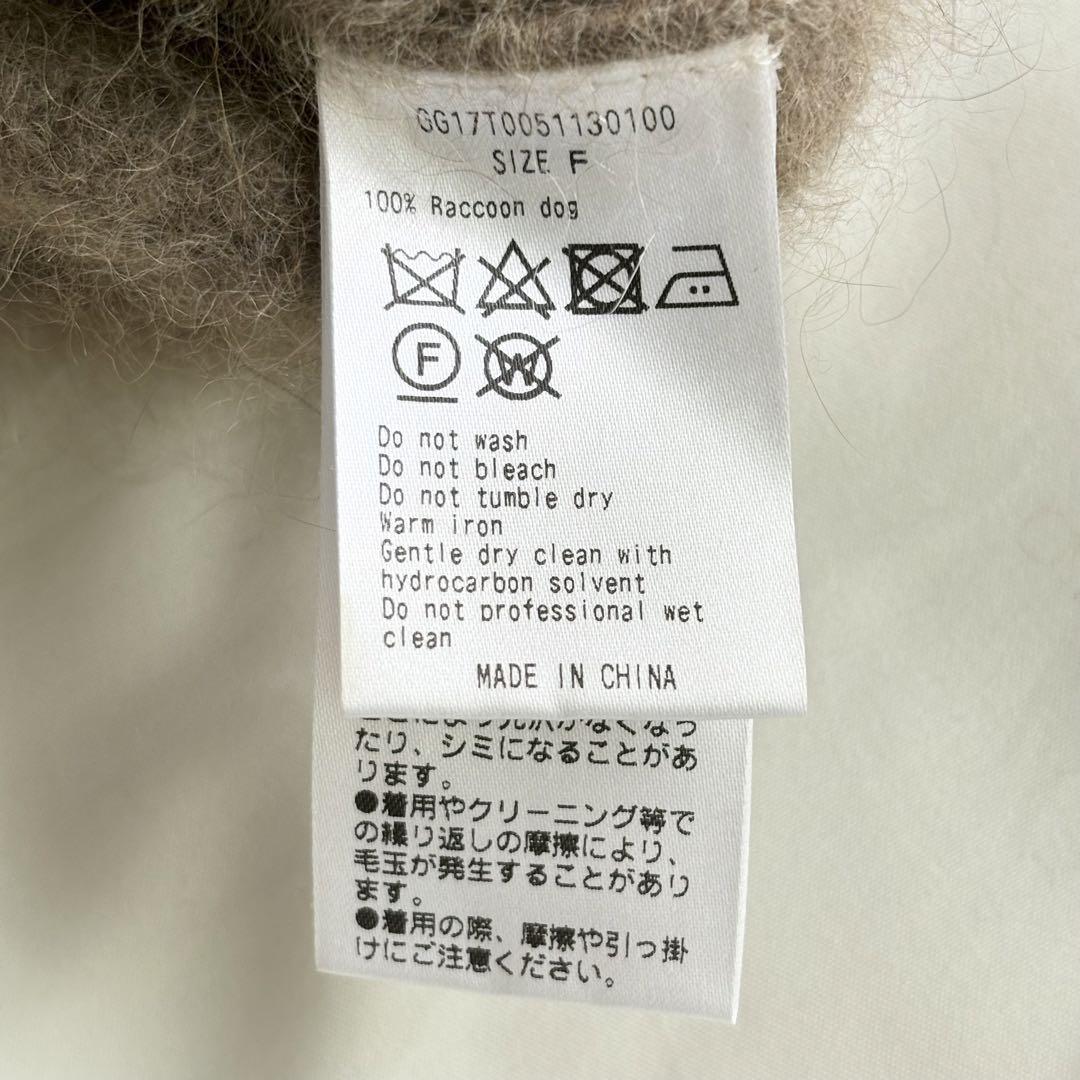 GG17T0051130100
SIZE F
100% Raccoon dog
F
W
Do not wash
Do not bleach
Do not tumble dry
Warm iron
Gentle dry clean with
hydrocarbon solvent
Do not professional wet
clean
MADE IN CHINA
たり、シミになることがあ
ります。
●着用やクリーニング等で
の繰り返しの摩擦により、
毛玉が発生することがあり
ます。
●着用の際、摩擦や引っ掛
けにご注意ください。